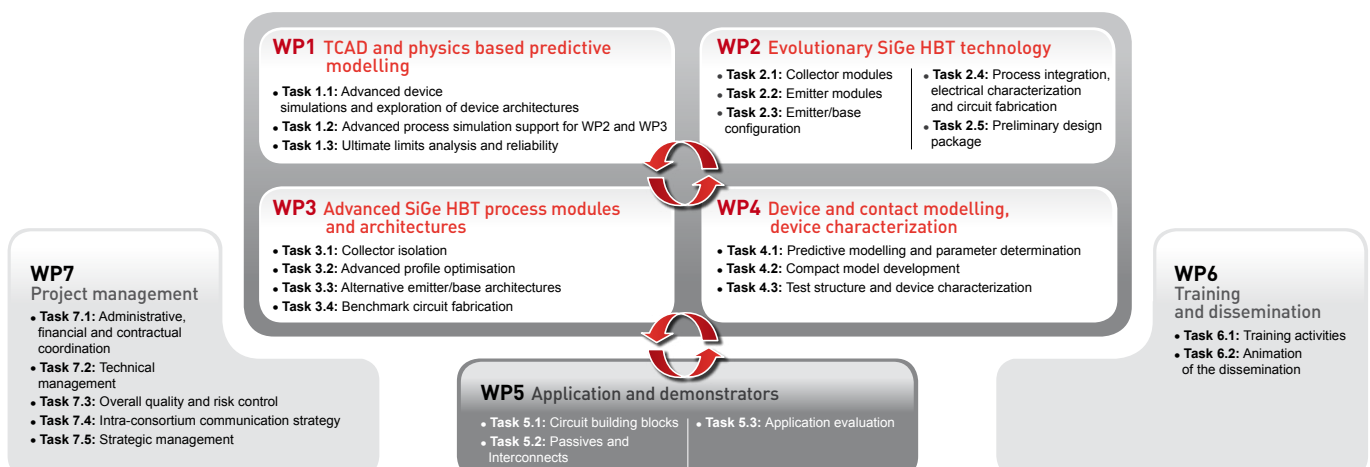 WP1 TCAD and physics based predictive
modelling
• Task 1.1: Advanced device
simulations and exploration of device architectures
• Task 1.2: Advanced process simulation support for WP2 and WP3
• Task 1.3: Ultimate limits analysis and reliability
WP2 Evolutionary SiGe HBT technology
• Task 2.1: Collector modules
• Task 2.2: Emitter modules
• Task 2.3: Emitter/base
configuration
• Task 2.4: Process integration,
electrical characterization
and circuit fabrication
• Task 2.5: Preliminary design
package
WP3 Advanced SiGe HBT process modules
and architectures
• Task 3.1: Collector isolation
• Task 3.2: Advanced profile optimisation
• Task 3.3: Alternative emitter/base architectures
• Task 3.4: Benchmark circuit fabrication
WP4 Device and contact modelling,
device characterization
• Task 4.1: Predictive modelling and parameter determination
• Task 4.2: Compact model development
• Task 4.3: Test structure and device characterization
WP7
Project management
• Task 7.1: Administrative,
financial and contractual
coordination
• Task 7.2: Technical
management
• Task 7.3: Overall quality and risk control
• Task 7.4: Intra-consortium communication strategy
• Task 7.5: Strategic management
WP5 Application and demonstrators
• Task 5.1: Circuit building blocks
• Task 5.2: Passives and
Interconnects
• Task 5.3: Application evaluation
WP6
Training
and dissemination
• Task 6.1: Training activities
• Task 6.2: Animation
of the dissemination